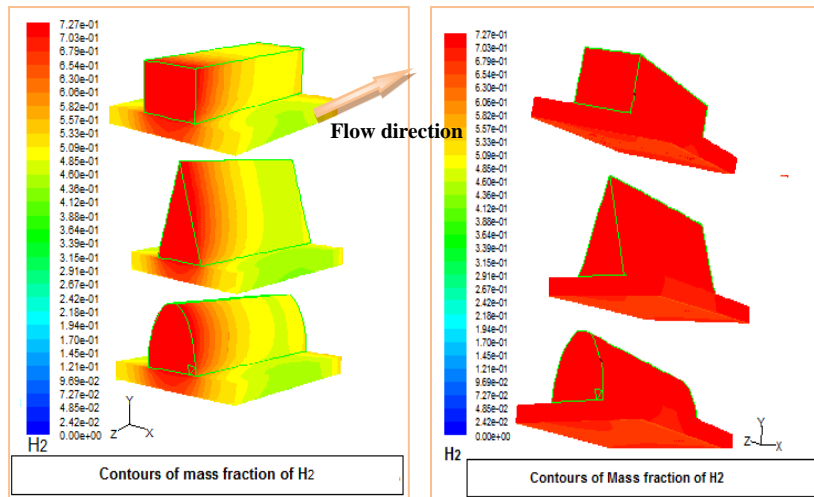 7.27e-01
7.03e-01
6.79e-01
6.54e-01
6.30e-01
6.06e-01
5.82e-01
5.57e-01
5.33e-01
5.09e-01
4.85e-01
4.60e-01
4.36e-01
4.12e-01
3.88e-01
3.64e-01
3.39e-01
3.15e-01
2.91e-01
2.67e-01
2.42e-01
2.18e-01
1.94e-01
1.70e-01
1.45e-01
1.21e-01
9.69e-02
7.27e-02
4.85e-02
2.42e-02
0.00e+00
H2
Y
Z
X
Contours of mass fraction of H2
Flow direction
7.27e-01
7.03e-01
6.79e-01
6.54e-01
6.30e-01
6.06e-01
5.82e-01
5.57e-01
5.33e-01
5.09e-01
4.85e-01
4.60e-01
4.36e-01
4.12e-01
3.88e-01
3.64e-01
3.39e-01
3.15e-01
2.91e-01
2.67e-01
2.42e-01
2.18e-01
1.94e-01
1.70e-01
1.45e-01
1.21e-01
9.69e-02
7.27e-02
4.85e-02
2.42e-02
0.00e+00
H2
Y
Z
X
Contours of Mass fraction of H2